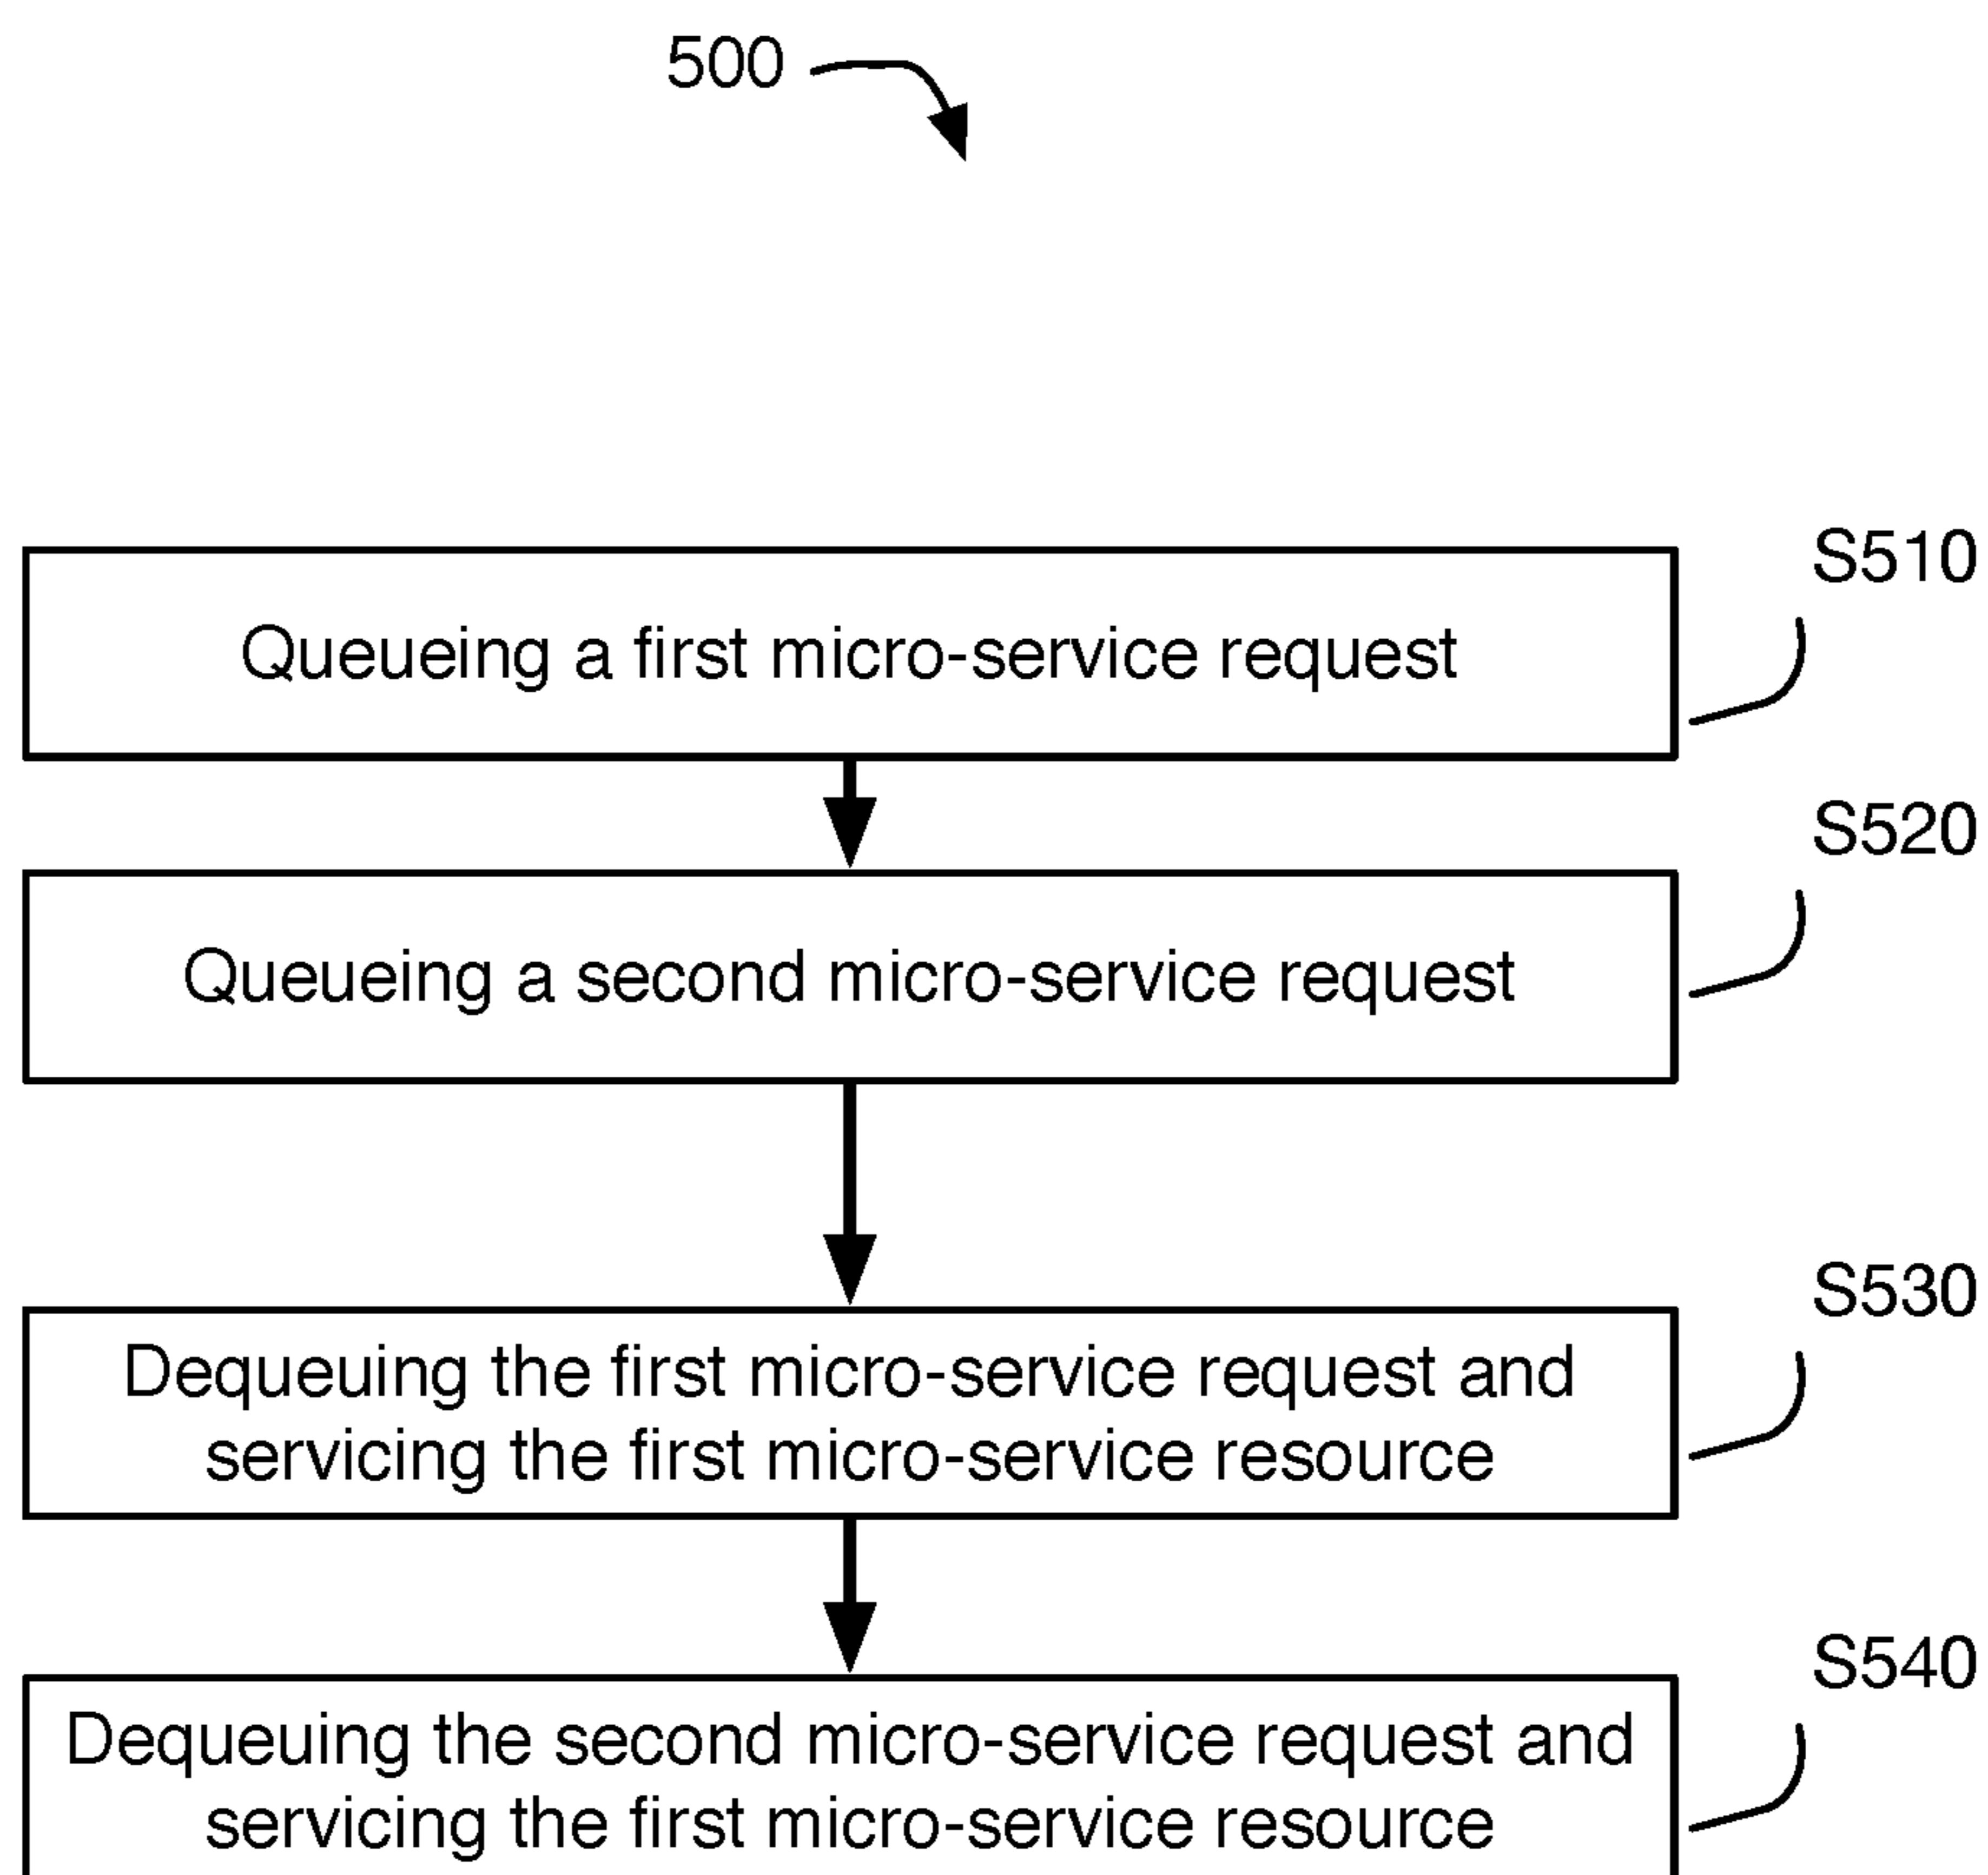 500
S510
Queueing a first micro-service request
S520
Queueing a second micro-service request
S530
Dequeuing the first micro-service request and
servicing the first micro-service resource
S540
Dequeuing the second micro-service request and
servicing the first micro-service resource